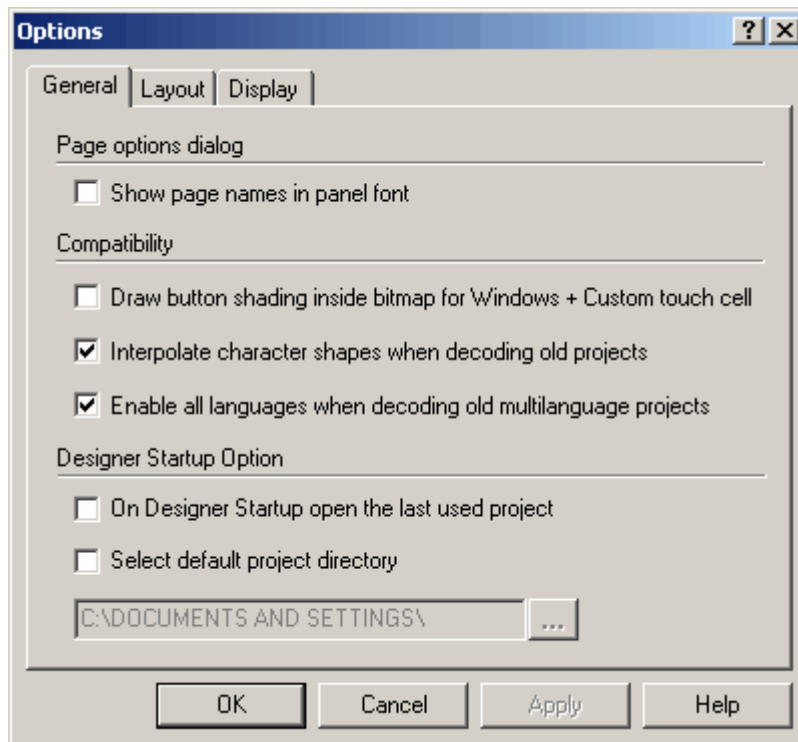 Options
General Layout Display
Page options dialog
Show page names in panel font
Compatibility
Draw button shading inside bitmap for Windows + Custom touch cell
Interpolate character shapes when decoding old projects
Enable all languages when decoding old multilanguage projects
Designer Startup Option
On Designer Startup open the last used project
Select default project directory
C:\DOCUMENTS AND SETTINGS\ ...
OK Cancel Apply Help